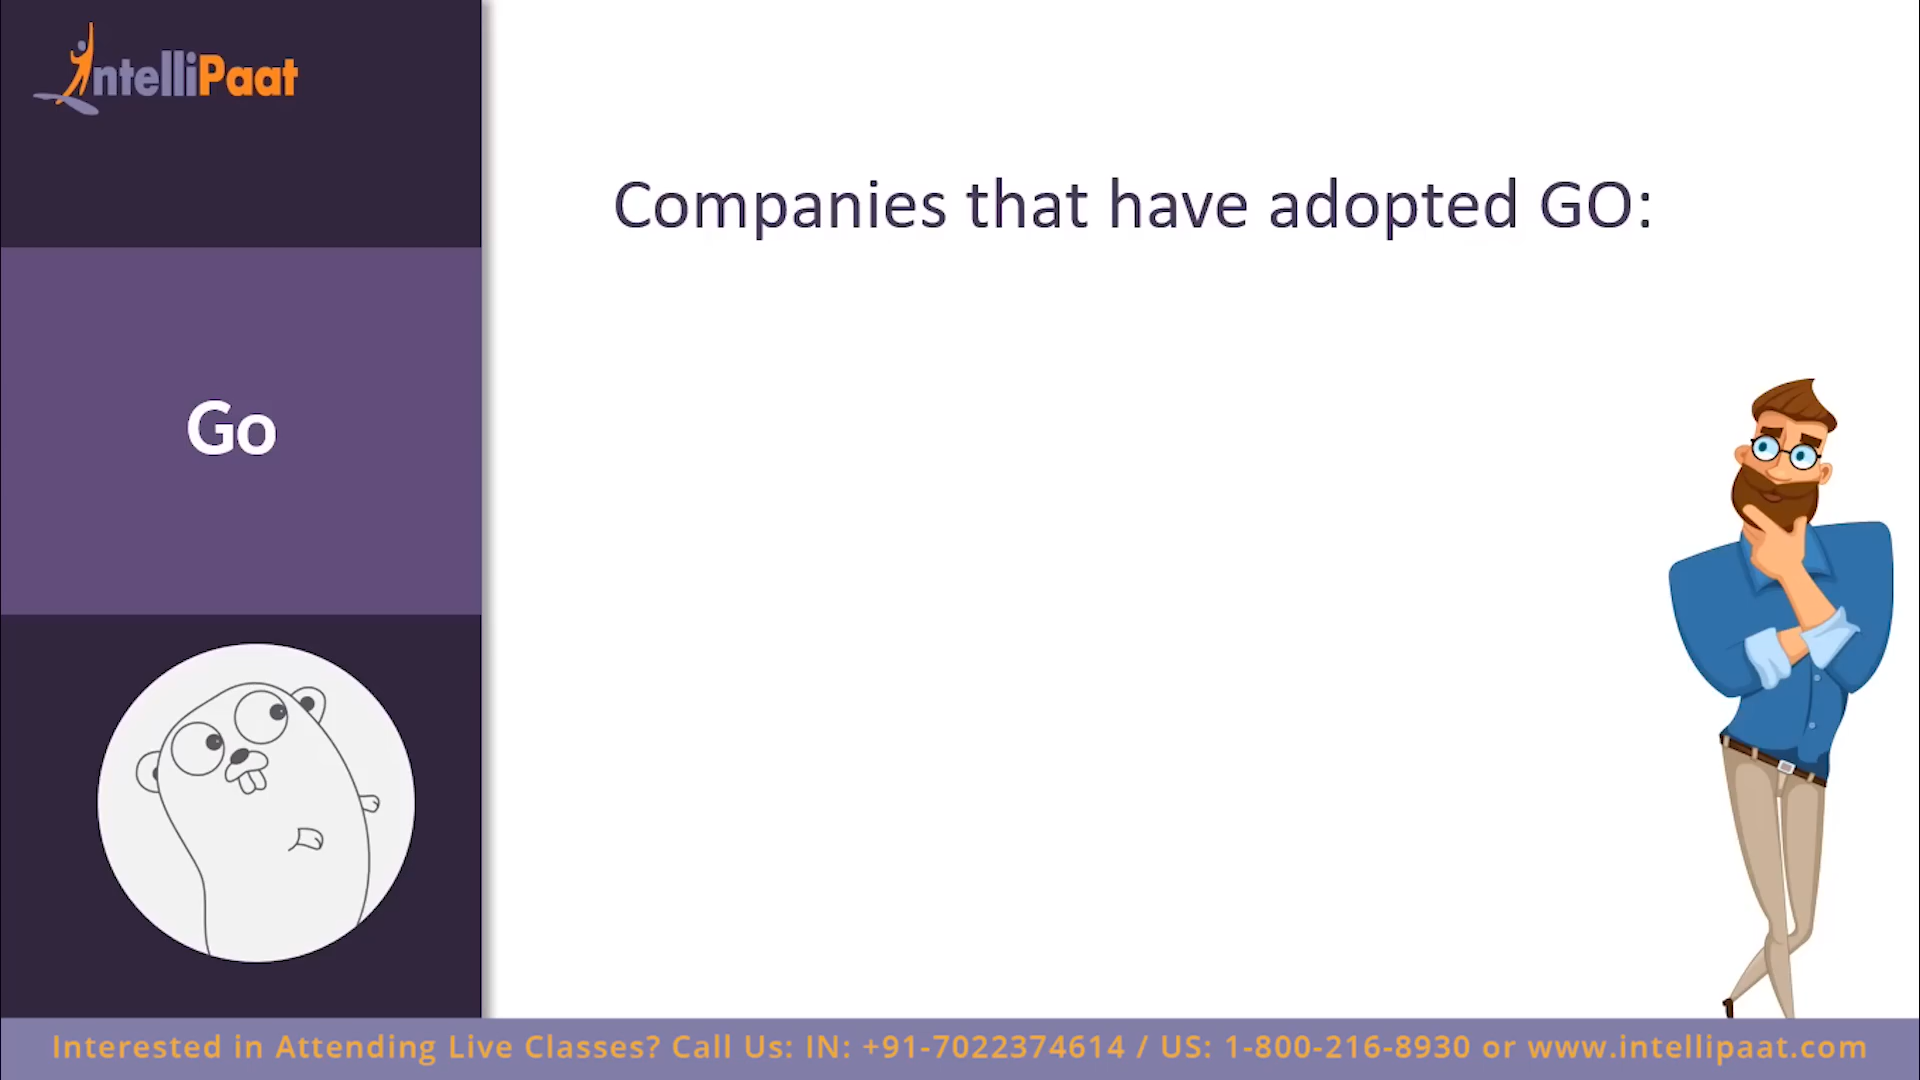 IntelliPaat
Companies that have adopted GO:
Go
Interested in Attending Live Classes? Call Us: IN: +91-7022374614 / US: 1-800-216-8930 or www.intellipaat.com